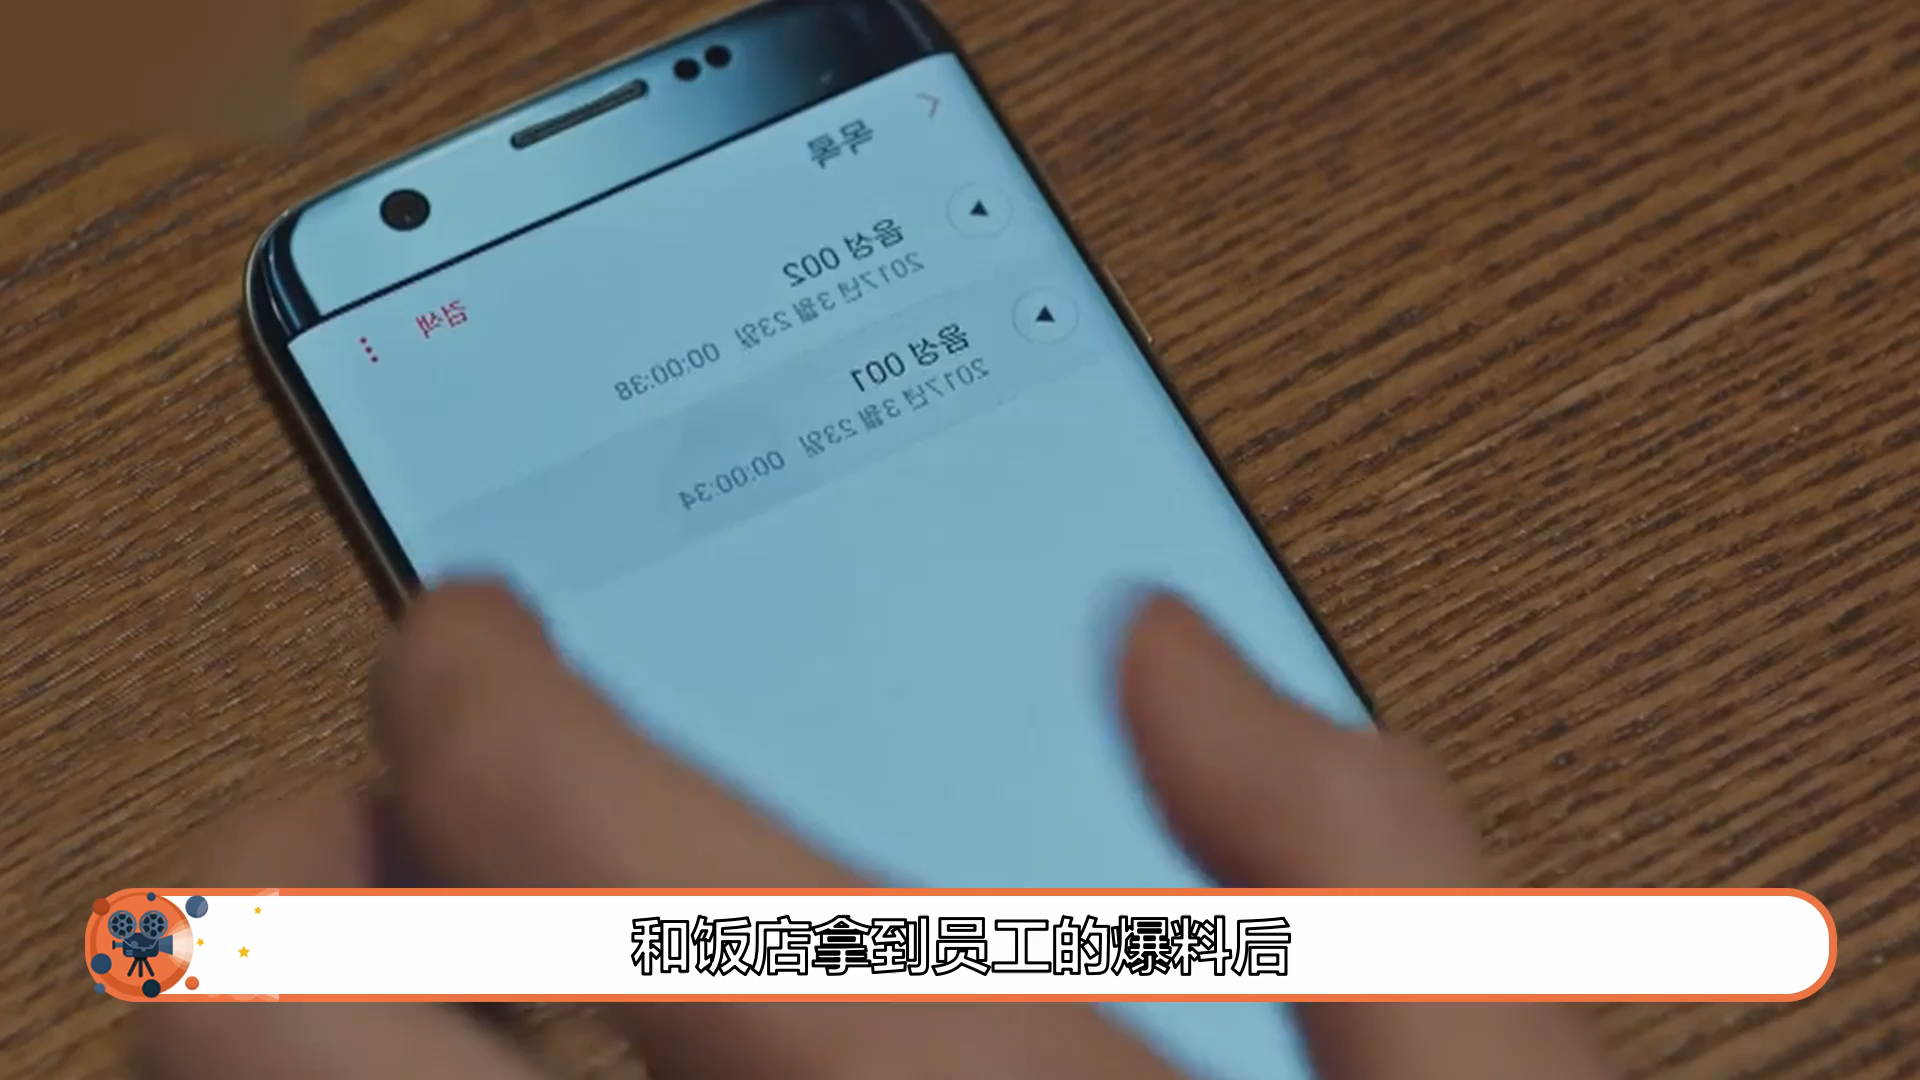 목록
검색
음성 002
2017년 3월 23일 00:00:38
음성 001
2017년 3월 23일 00:00:34
和饭店拿到员工的爆料后